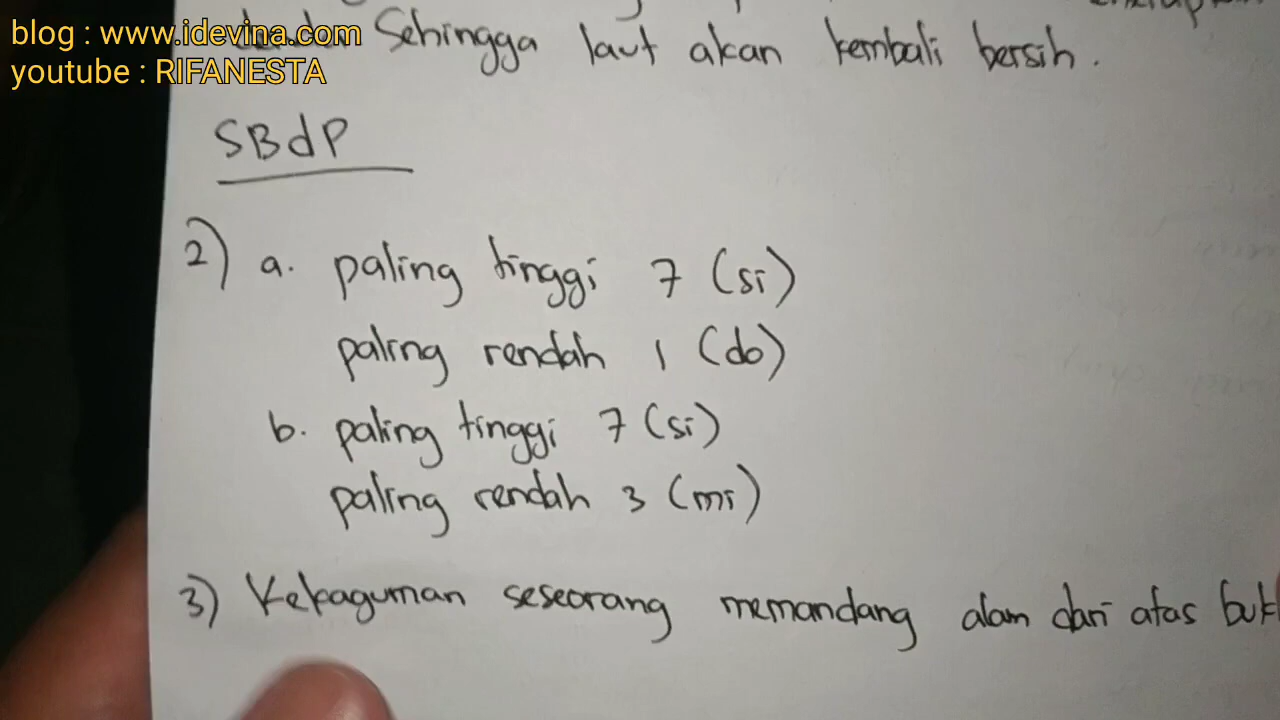 blog : www.idevina.com
youtube : RIFANESTA
Sehingga laut akan kembali bersih.
SBdP
2) a. paling tinggi 7 (si)
paling rendah 1 (do)
b. paling tinggi 7 (si)
paling rendah 3 (mi)
3) Kekaguman seseorang memandang alam dari atas